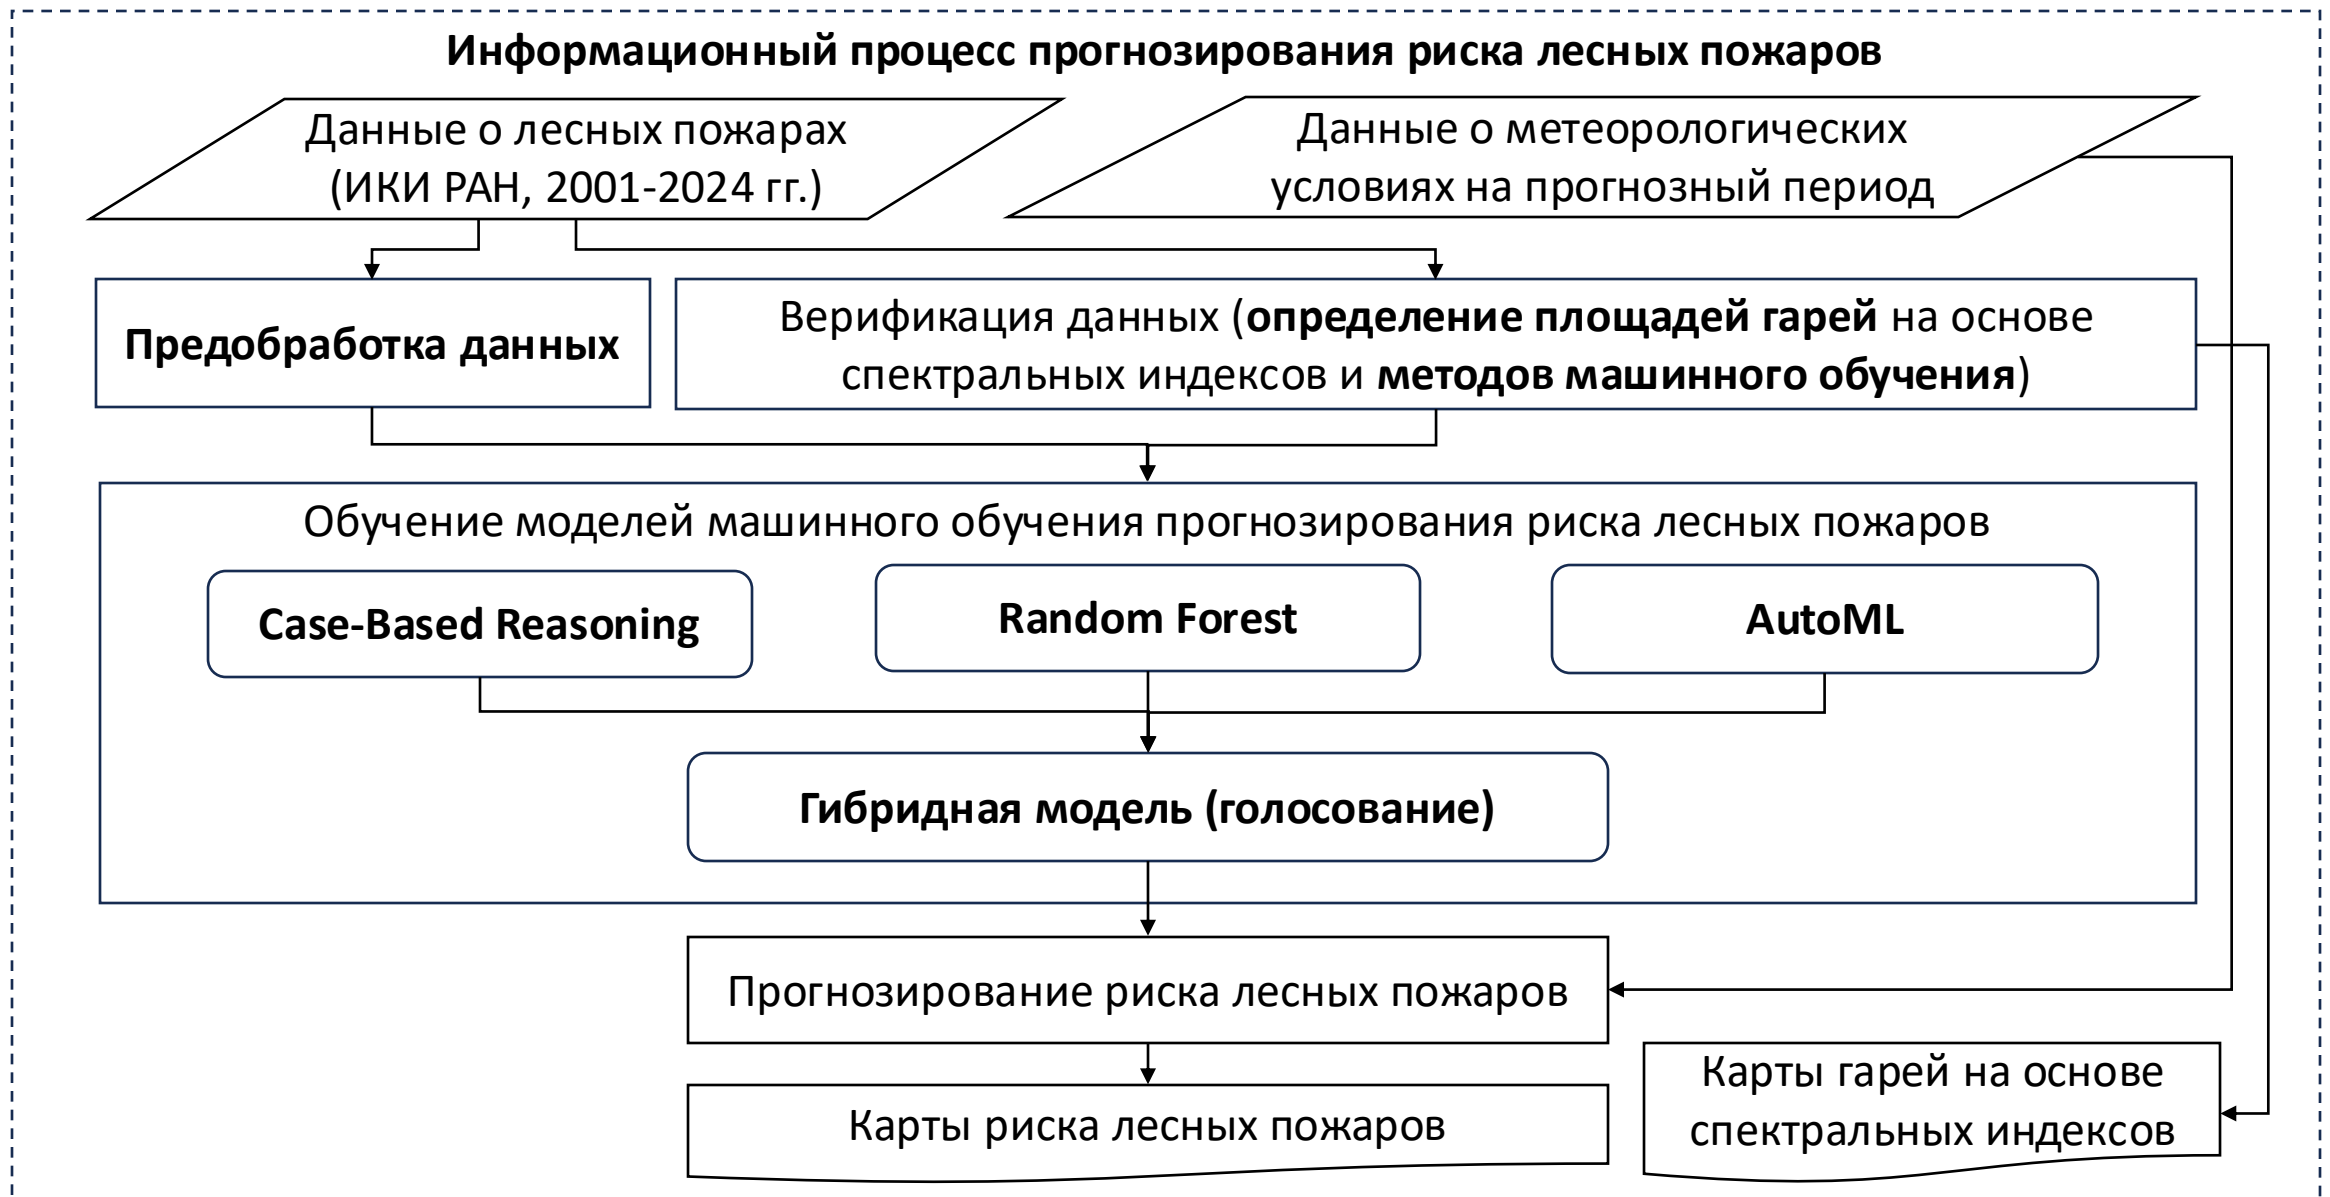 Информационный процесс прогнозирования риска лесных пожаров
Данные о лесных пожарах
(ИКИ РАН, 2001-2024 гг.)
Данные о метеорологических
условиях на прогнозный период
Предобработка данных
Верификация данных (определение площадей гарей на основе
спектральных индексов и методов машинного обучения)
Обучение моделей машинного обучения прогнозирования риска лесных пожаров
Case-Based Reasoning
Random Forest
AutoML
Гибридная модель (голосование)
Прогнозирование риска лесных пожаров
Карты риска лесных пожаров
Карты гарей на основе
спектральных индексов